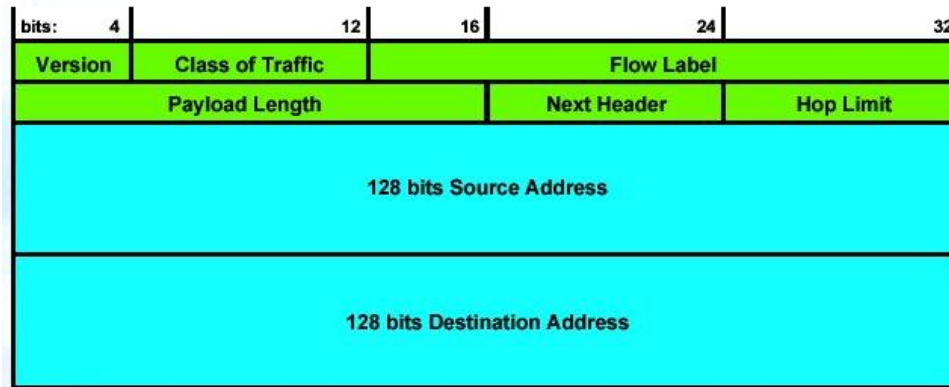 bits: 4 12 16 24 32
Version Class of Traffic Flow Label
Payload Length Next Header Hop Limit
128 bits Source Address
128 bits Destination Address